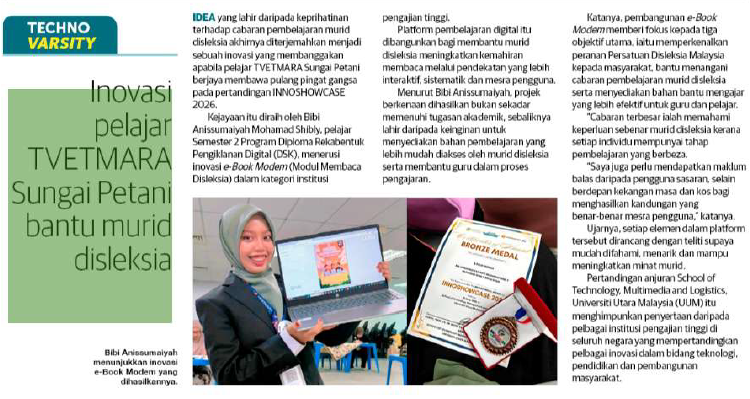 TECHNO
VARSITY
Inovasi
pelajar
TVETMARA
Sungai Petani
bantu murid
disleksia
Bibi Anissumaiyah
menunjukkan inovasi
e-Book Modem yang
dihasilkannya.
IDEA yang lahir daripada keprihatinan
terhadap cabaran pembelajaran murid
disleksia akhirnya diterjemahkan menjadi
sebuah inovasi yang membanggakan
apabila pelajar TVETMARA Sungai Petani
berjaya membawa pulang pingat gangsa
pada pertandingan INNOSHOWCASE
2026.
Kejayaan itu diraih oleh Bibi
Anissumaiyah Mohamad Shibly, pelajar
Semester 2 Program Diploma Rekabentuk
Pengiklanan Digital (DSK), menerusi
inovasi e-Book Modem (Modul Membaca
Disleksia) dalam kategori institusi
pengajian tinggi.
Platform pembelajaran digital itu
dibangunkan bagi membantu murid
disleksia meningkatkan kemahiran
membaca melalui pendekatan yang lebih
interaktif, sistematik dan mesra pengguna.
Menurut Bibi Anissumaiyah, projek
berkenaan dihasilkan bukan sekadar
memenuhi tugasan akademik, sebaliknya
lahir daripada keinginan untuk
menyediakan bahan pembelajaran yang
lebih mudah diakses oleh murid disleksia
serta membantu guru dalam proses
pengajaran.
BRONZE MEDAL
INNOSHOWCASE
Katanya, pembangunan e-Book
Modem memberi fokus kepada tiga
objektif utama, iaitu memperkenalkan
peranan Persatuan Disleksia Malaysia
kepada masyarakat, bantu menangani
cabaran pembelajaran murid disleksia
serta menyediakan bahan bantu mengajar
yang lebih efektif untuk guru dan pelajar.
"Cabaran terbesar ialah memahami
keperluan sebenar murid disleksia kerana
setiap individu mempunyai tahap
pembelajaran yang berbeza.
"Saya juga perlu mendapatkan maklum
balas daripada pengguna sasaran, selain
berdepan kekangan masa dan kos bagi
menghasilkan kandungan yang
benar-benar mesra pengguna," katanya.
Ujarnya, setiap elemen dalam platform
tersebut dirancang dengan teliti supaya
mudah difahami, menarik dan mampu
meningkatkan minat murid.
Pertandingan anjuran School of
Technology, Multimedia and Logistics,
Universiti Utara Malaysia (UUM) itu
menghimpunkan penyertaan daripada
pelbagai institusi pengajian tinggi di
seluruh negara yang mempertandingkan
pelbagai inovasi dalam bidang teknologi,
pendidikan dan pembangunan
masyarakat.